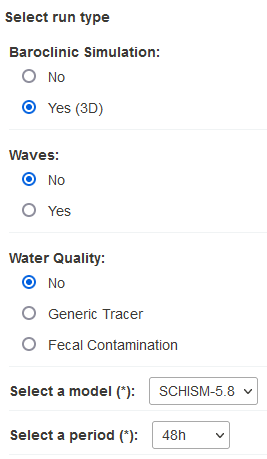 Select run type
Baroclinic Simulation:
No
Yes (3D)
Waves:
No
Yes
Water Quality:
No
Generic Tracer
Fecal Contamination
Select a model (*): SCHISM-5.8
Select a period (*): 48h